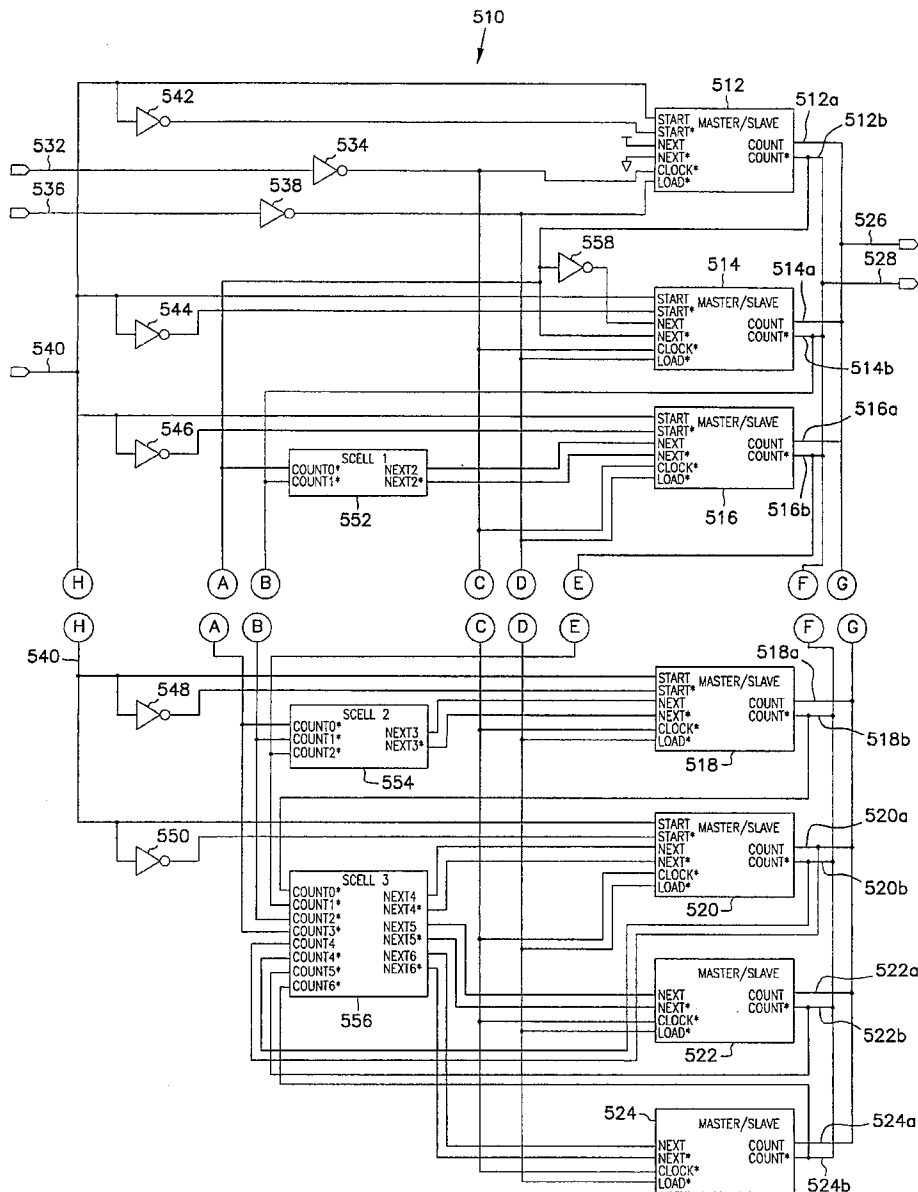 510
542
512
512a
512b
START
START*
NEXT
NEXT*
CLOCK*
LOAD*
MASTER/SLAVE
COUNT
COUNT*
532
534
536
538
558
526
528
514
514a
START
START*
NEXT
NEXT*
CLOCK*
LOAD*
MASTER/SLAVE
COUNT
COUNT*
514b
544
540
516a
546
START
START*
NEXT
NEXT*
CLOCK*
LOAD*
MASTER/SLAVE
COUNT
COUNT*
516
516b
SCELL 1
COUNT0*
COUNT1*
NEXT2
NEXT2*
552
H A B C D E F G
H A B C D E F G
540
518a
548
START
START*
NEXT
NEXT*
CLOCK*
LOAD*
MASTER/SLAVE
COUNT
COUNT*
518
518b
SCELL 2
COUNT0*
COUNT1*
COUNT2*
NEXT3
NEXT3*
554
550
START
START*
NEXT
NEXT*
CLOCK*
LOAD*
MASTER/SLAVE
COUNT
COUNT*
520
520a
520b
SCELL 3
COUNT0*
COUNT1*
COUNT2*
COUNT3*
COUNT4
COUNT4*
COUNT5*
COUNT6*
NEXT4
NEXT4*
NEXT5
NEXT5*
NEXT6
NEXT6*
556
MASTER/SLAVE
NEXT
NEXT*
CLOCK*
LOAD*
COUNT
COUNT*
522
522a
522b
524
MASTER/SLAVE
NEXT
NEXT*
CLOCK*
LOAD*
COUNT
COUNT*
524a
524b